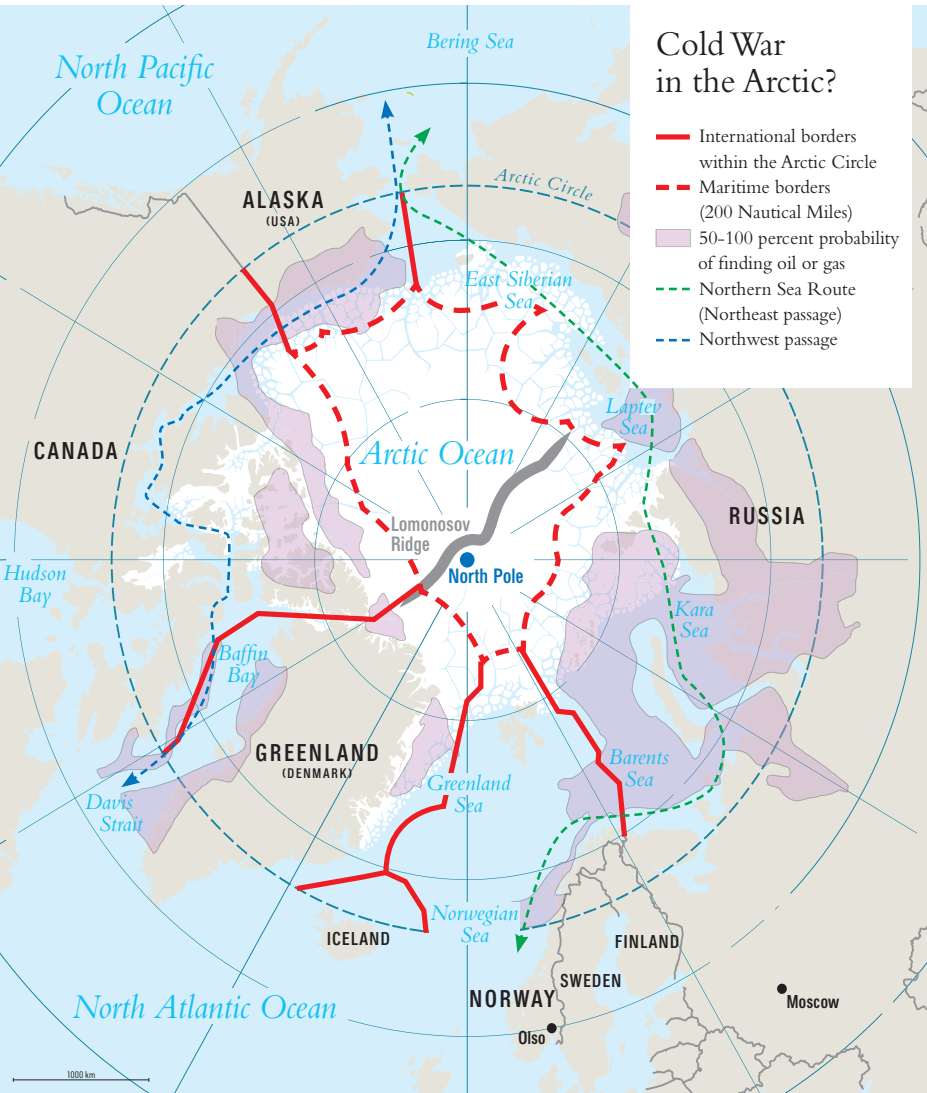 Cold War
in the Arctic?
International borders
within the Arctic Circle
Maritime borders
(200 Nautical Miles)
50-100 percent probability
of finding oil or gas
Northern Sea Route
(Northeast passage)
Northwest passage
Bering Sea
North Pacific
Ocean
Arctic Circle
ALASKA
(USA)
East Siberian
Sea
Laptev
Sea
CANADA
Arctic Ocean
RUSSIA
Lomonosov
Ridge
North Pole
Hudson
Bay
Kara
Sea
Baffin
Bay
GREENLAND
(DENMARK)
Barents
Sea
Greenland
Sea
Davis
Strait
Norwegian
Sea
ICELAND
FINLAND
SWEDEN
NORWAY
North Atlantic Ocean
Moscow
Olso
1000 km